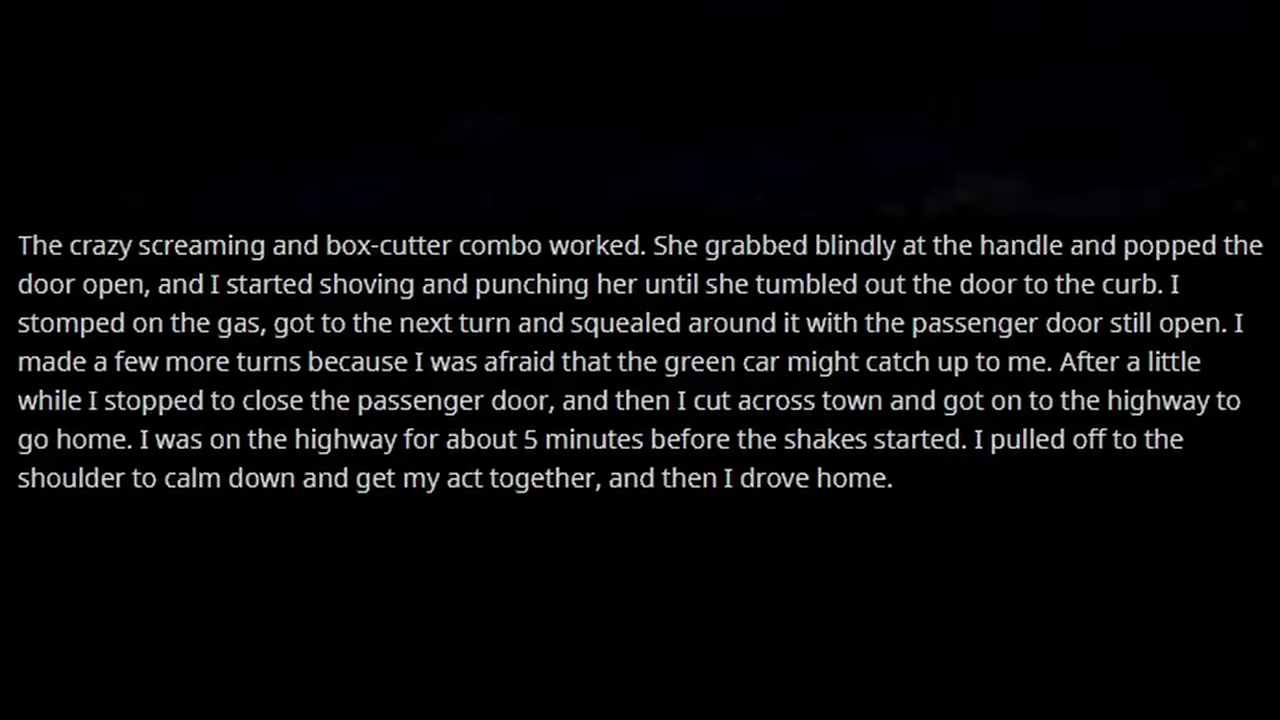 The crazy screaming and box-cutter combo worked. She grabbed blindly at the handle and popped the
door open, and I started shoving and punching her until she tumbled out the door to the curb. I
stomped on the gas, got to the next turn and squealed around it with the passenger door still open. I
made a few more turns because I was afraid that the green car might catch up to me. After a little
while I stopped to close the passenger door, and then I cut across town and got on to the highway to
go home. I was on the highway for about 5 minutes before the shakes started. I pulled off to the
shoulder to calm down and get my act together, and then I drove home.